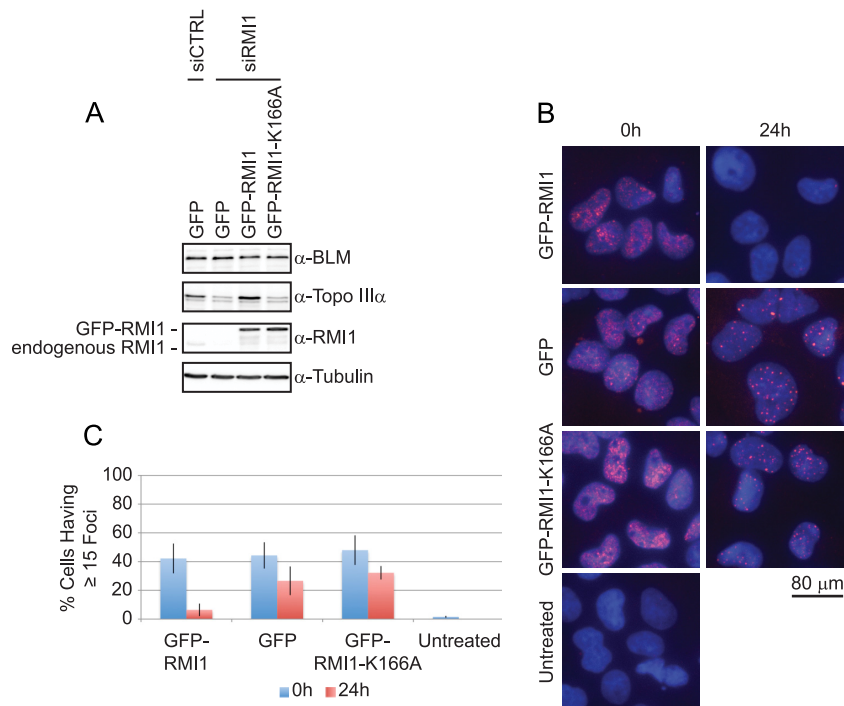 A
siCTRL
siRMI1
GFP
GFP
GFP-RMI1
GFP-RMI1-K166A
α-BLM
α-Topo IIIα
GFP-RMI1 -
endogenous RMI1 -
α-RMI1
α-Tubulin
B
0h
24h
GFP-RMI1
GFP
GFP-RMI1-K166A
Untreated
80 μm
C
% Cells Having
≥ 15 Foci
100
80
60
40
20
0
GFP-
RMI1
GFP
GFP-
RMI1-K166A
Untreated
0h
24h